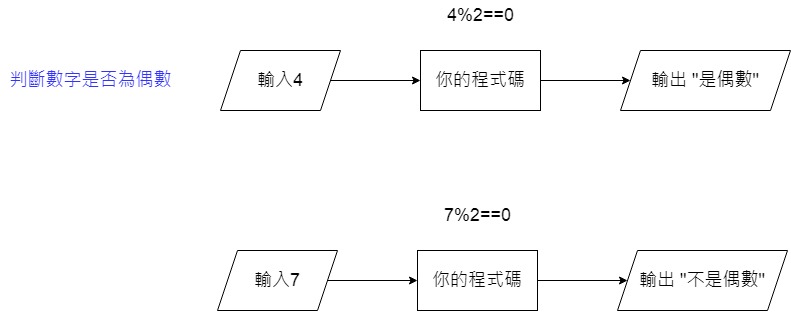 4%2==0
判斷數字是否為偶數
輸入4
你的程式碼
輸出 "是偶數"
7%2==0
輸入7
你的程式碼
輸出 "不是偶數"